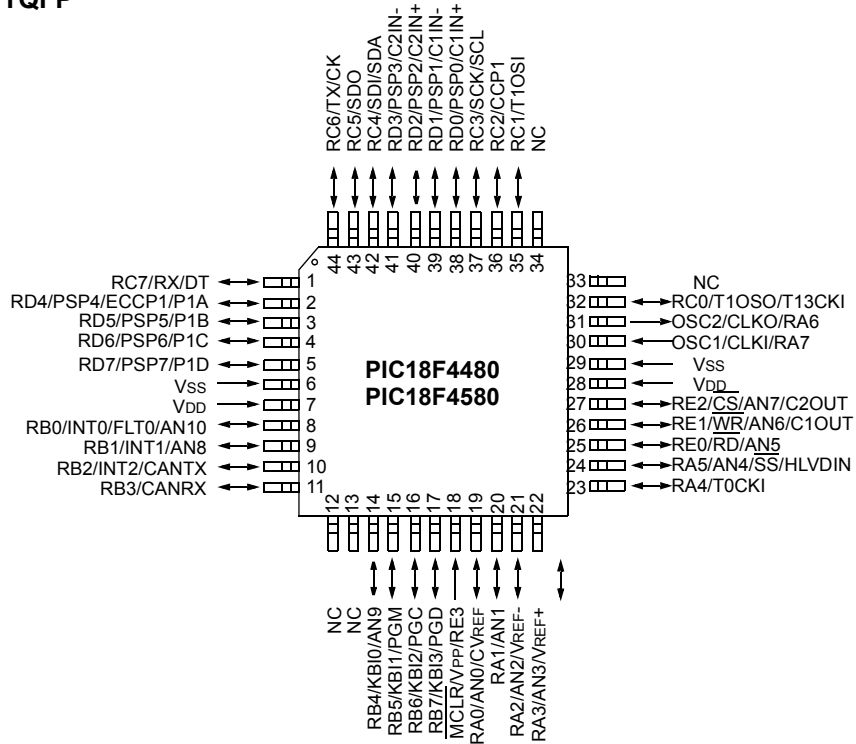 TQFP
RC6/TX/CK
RC5/SDO
RC4/SDI/SDA
RD3/PSP3/C2IN-
RD2/PSP2/C2IN+
RD1/PSP1/C1IN-
RD0/PSP0/C1IN+
RC3/SCK/SCL
RC2/CCP1
RC1/T1OSI
NC
44
43
42
41
40
39
38
37
36
35
34
RC7/RX/DT 1
RD4/PSP4/ECCP1/P1A 2
RD5/PSP5/P1B 3
RD6/PSP6/P1C 4
RD7/PSP7/P1D 5
VSS 6
VDD 7
RB0/INT0/FLT0/AN10 8
RB1/INT1/AN8 9
RB2/INT2/CANTX 10
RB3/CANRX 11
PIC18F4480
PIC18F4580
33 NC
32 RC0/T1OSO/T13CKI
31 OSC2/CLKO/RA6
30 OSC1/CLKI/RA7
29 VSS
28 VDD
27 RE2/CS/AN7/C2OUT
26 RE1/WR/AN6/C1OUT
25 RE0/RD/AN5
24 RA5/AN4/SS/HLVDIN
23 RA4/T0CKI
12
13
14
15
16
17
18
19
20
21
22
NC
NC
RB4/KBI0/AN9
RB5/KBI1/PGM
RB6/KBI2/PGC
RB7/KBI3/PGD
MCLR/VPP/RE3
RA0/AN0/CVREF
RA1/AN1
RA2/AN2/VREF-
RA3/AN3/VREF+